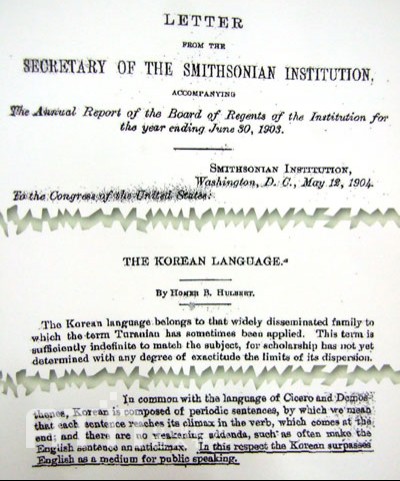 LETTER
FROM THE
SECRETARY OF THE SMITHSONIAN INSTITUTION,
ACCOMPANYING
The Annual Report of the Board of Regents of the Institution for
the year ending June 30, 1903.
SMITHSONIAN INSTITUTION,
Washington, D. C., May 12, 1904.
To the Congress of the United States:
THE KOREAN LANGUAGE.a
By HOMER B. HULBERT.
The Korean language belongs to that widely disseminated family to
which the term Turanian has sometimes been applied. This term is
sufficiently indefinite to match the subject, for scholarship has not yet
determined with any degree of exactitude the limits of its dispersion.
In common with the language of Cicero and Demos-
thenes, Korean is composed of periodic sentences, by which we mean
that each sentence reaches its climax in the verb, which comes at the
end; and there are no weakening addenda, such as often make the
English sentence an anticlimax. In this respect the Korean surpasses
English as a medium for public speaking.